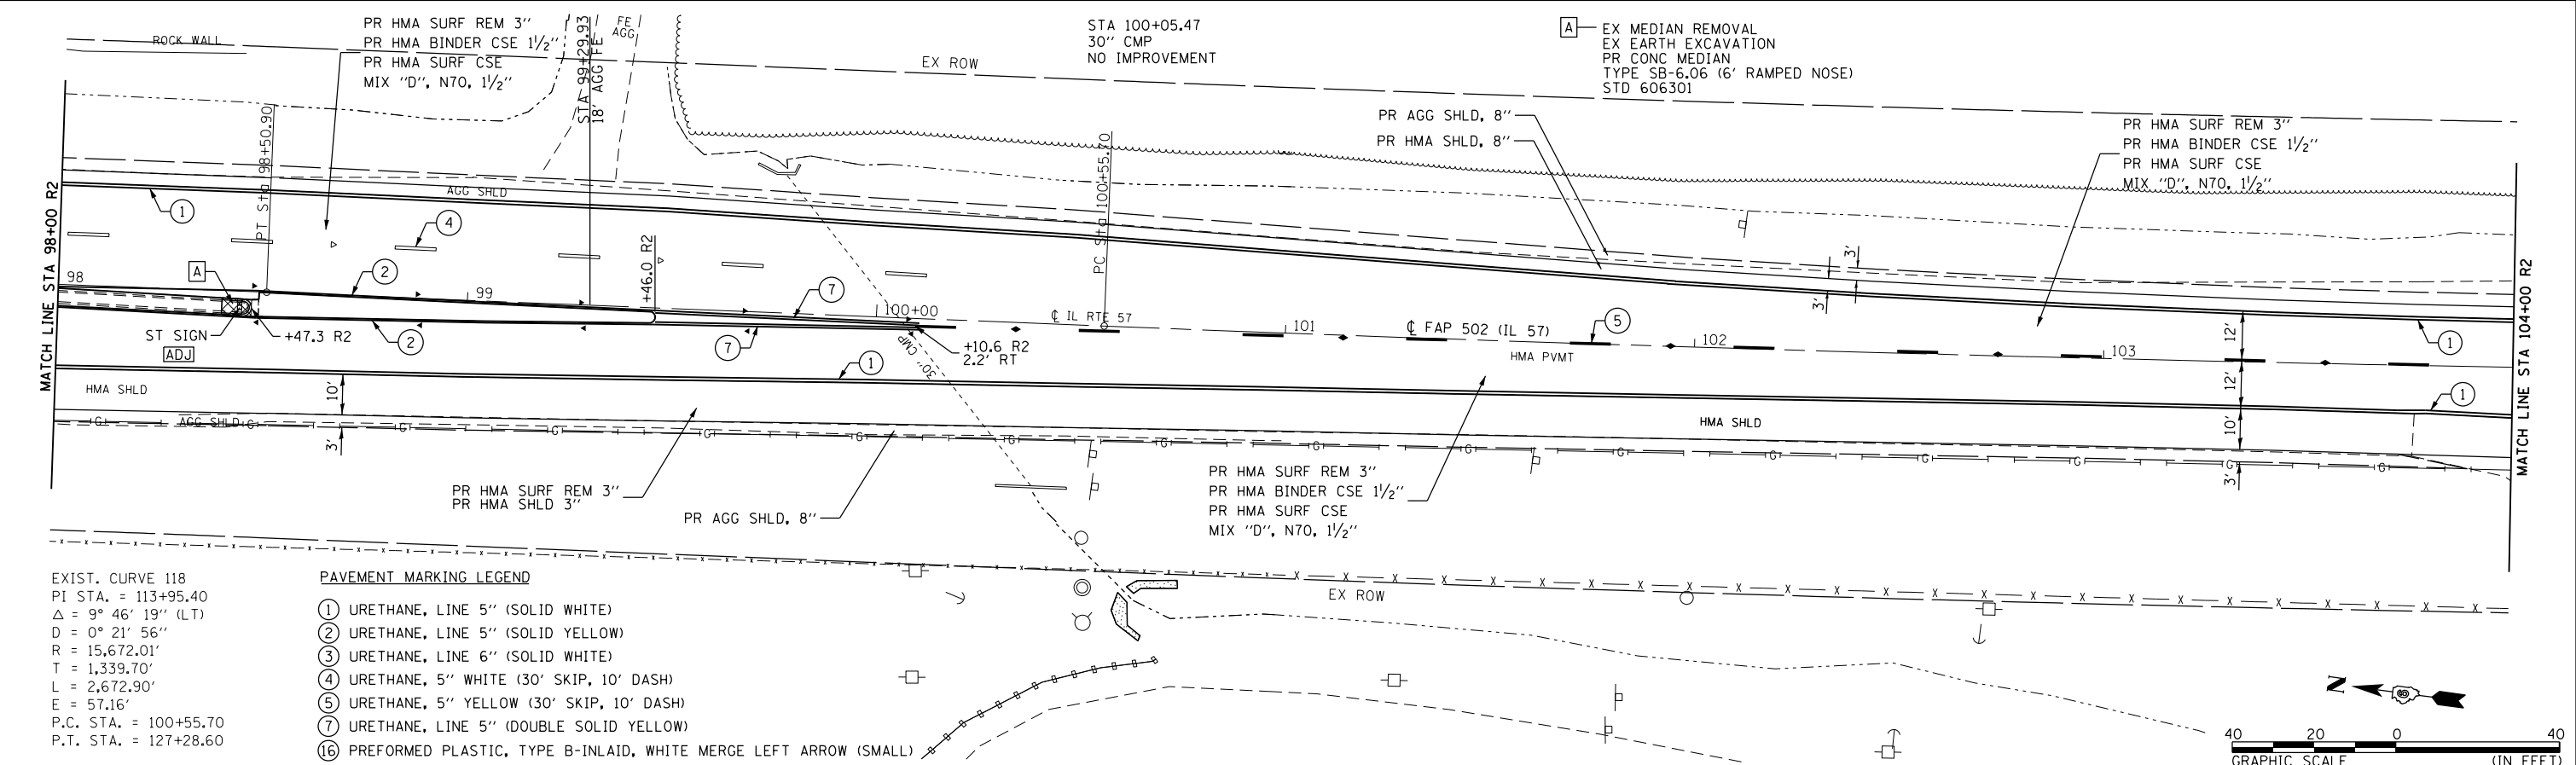 PR HMA SURF REM 3"
PR HMA BINDER CSE 1½"
PR HMA SURF CSE
MIX "D", N70, 1½"
ROCK WALL
STA 99+29.93
18' AGG FE
FE
AGG
EX ROW
STA 100+05.47
30" CMP
NO IMPROVEMENT
A
EX MEDIAN REMOVAL
EX EARTH EXCAVATION
PR CONC MEDIAN
TYPE SB-6.06 (6' RAMPED NOSE)
STD 606301
PR AGG SHLD, 8"
PR HMA SHLD, 8"
PR HMA SURF REM 3"
PR HMA BINDER CSE 1½"
PR HMA SURF CSE
MIX "D", N70, 1½"
MATCH LINE STA 98+00 R2
PT Sta 98+50.90
AGG SHLD
1
4
PC Sta 100+55.70
3'
3'
A
2
98
99
+46.0 R2
7
100+00
℄ IL RTE 57
101
℄ FAP 502 (IL 57)
5
102
HMA PVMT
103
12'
12'
1
MATCH LINE STA 104+00 R2
ST SIGN
ADJ
+47.3 R2
2
7
30" CMP
+10.6 R2
2.2' RT
1
HMA SHLD
10'
AGG SHLD
3'
G G G G G G G G G G G G G G G G
HMA SHLD
1
10'
3'
PR HMA SURF REM 3"
PR HMA SHLD 3"
PR AGG SHLD, 8"
PR HMA SURF REM 3"
PR HMA BINDER CSE 1½"
PR HMA SURF CSE
MIX "D", N70, 1½"
EX ROW
EXIST. CURVE 118
PI STA. = 113+95.40
Δ = 9° 46' 19" (LT)
D = 0° 21' 56"
R = 15,672.01'
T = 1,339.70'
L = 2,672.90'
E = 57.16'
P.C. STA. = 100+55.70
P.T. STA. = 127+28.60
PAVEMENT MARKING LEGEND
1 URETHANE, LINE 5" (SOLID WHITE)
2 URETHANE, LINE 5" (SOLID YELLOW)
3 URETHANE, LINE 6" (SOLID WHITE)
4 URETHANE, 5" WHITE (30' SKIP, 10' DASH)
5 URETHANE, 5" YELLOW (30' SKIP, 10' DASH)
7 URETHANE, LINE 5" (DOUBLE SOLID YELLOW)
16 PREFORMED PLASTIC, TYPE B-INLAID, WHITE MERGE LEFT ARROW (SMALL)
N
40 20 0 40
GRAPHIC SCALE (IN FEET)